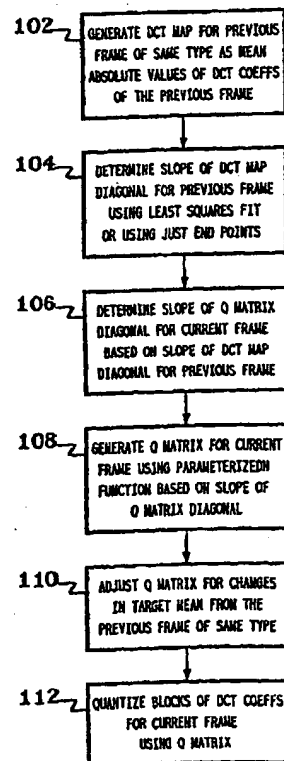 102
GENERATE DCT MAP FOR PREVIOUS
FRAME OF SAME TYPE AS MEAN
ABSOLUTE VALUES OF DCT COEFFS
OF THE PREVIOUS FRAME
104
DETERMINE SLOPE OF DCT MAP
DIAGONAL FOR PREVIOUS FRAME
USING LEAST SQUARES FIT
OR USING JUST END POINTS
106
DETERMINE SLOPE OF Q MATRIX
DIAGONAL FOR CURRENT FRAME
BASED ON SLOPE OF DCT MAP
DIAGONAL FOR PREVIOUS FRAME
108
GENERATE Q MATRIX FOR CURRENT
FRAME USING PARAMETERIZEDN
FUNCTION BASED ON SLOPE OF
Q MATRIX DIAGONAL
110
ADJUST Q MATRIX FOR CHANGES
IN TARGET MEAN FROM THE
PREVIOUS FRAME OF SAME TYPE
112
QUANTIZE BLOCKS OF DCT COEFFS
FOR CURRENT FRAME
USING Q MATRIX